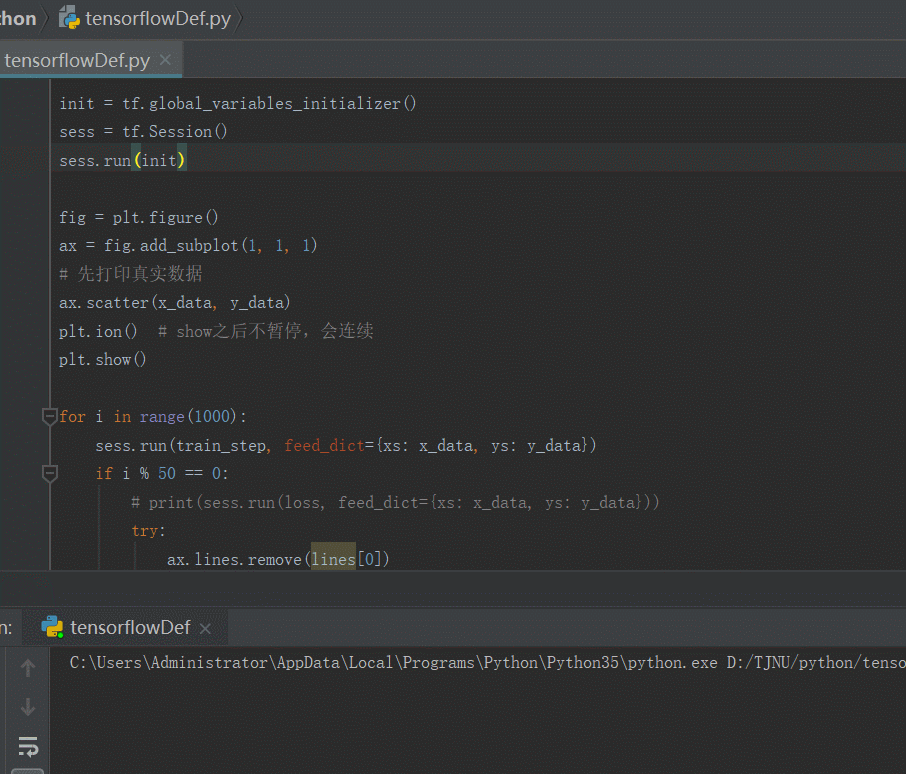 thon tensorflowDef.py
tensorflowDef.py
init = tf.global_variables_initializer()
sess = tf.Session()
sess.run(init)
fig = plt.figure()
ax = fig.add_subplot(1, 1, 1)
# 先打印真实数据
ax.scatter(x_data, y_data)
plt.ion()  # show之后不暂停，会连续
plt.show()
for i in range(1000):
    sess.run(train_step, feed_dict={xs: x_data, ys: y_data})
    if i % 50 == 0:
        # print(sess.run(loss, feed_dict={xs: x_data, ys: y_data}))
        try:
            ax.lines.remove(lines[0])
n: tensorflowDef
C:\Users\Administrator\AppData\Local\Programs\Python\Python35\python.exe D:/TJNU/python/tenso